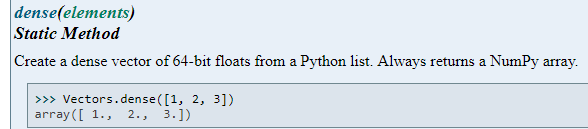 dense(elements)
Static Method
Create a dense vector of 64-bit floats from a Python list. Always returns a NumPy array.
>>> Vectors.dense([1, 2, 3])
array([ 1.,  2.,  3.])